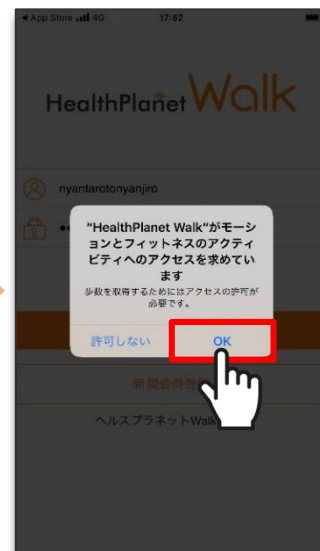 App Store 4G 17:52
HealthPlanet Walk
nyantarotonyanjiro
"HealthPlanet Walk"がモーシ
ョンとフィットネスのアクティ
ビティへのアクセスを求めてい
ます
歩数を取得するためにはアクセスの許可が
必要です。
許可しない OK
新規会員登
ヘルスプラネットWalk